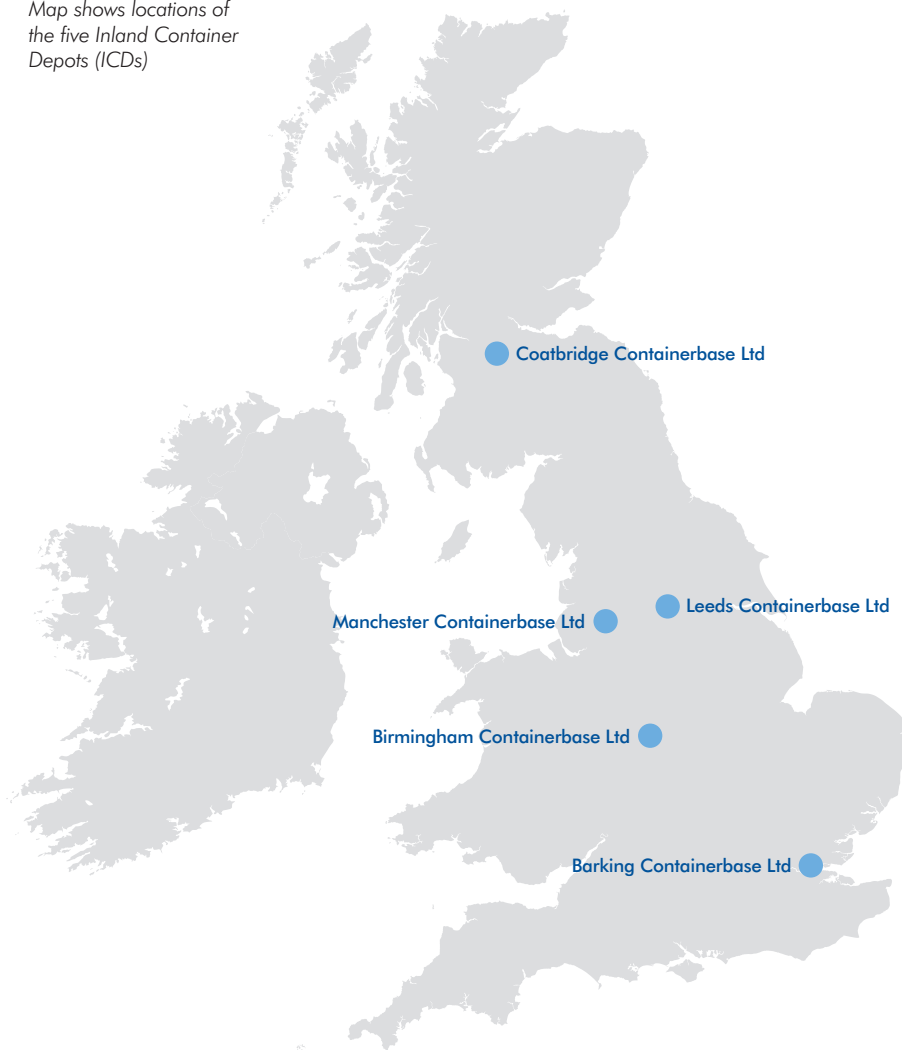 Map shows locations of
the five Inland Container
Depots (ICDs)
Coatbridge Containerbase Ltd
Leeds Containerbase Ltd
Manchester Containerbase Ltd
Birmingham Containerbase Ltd
Barking Containerbase Ltd